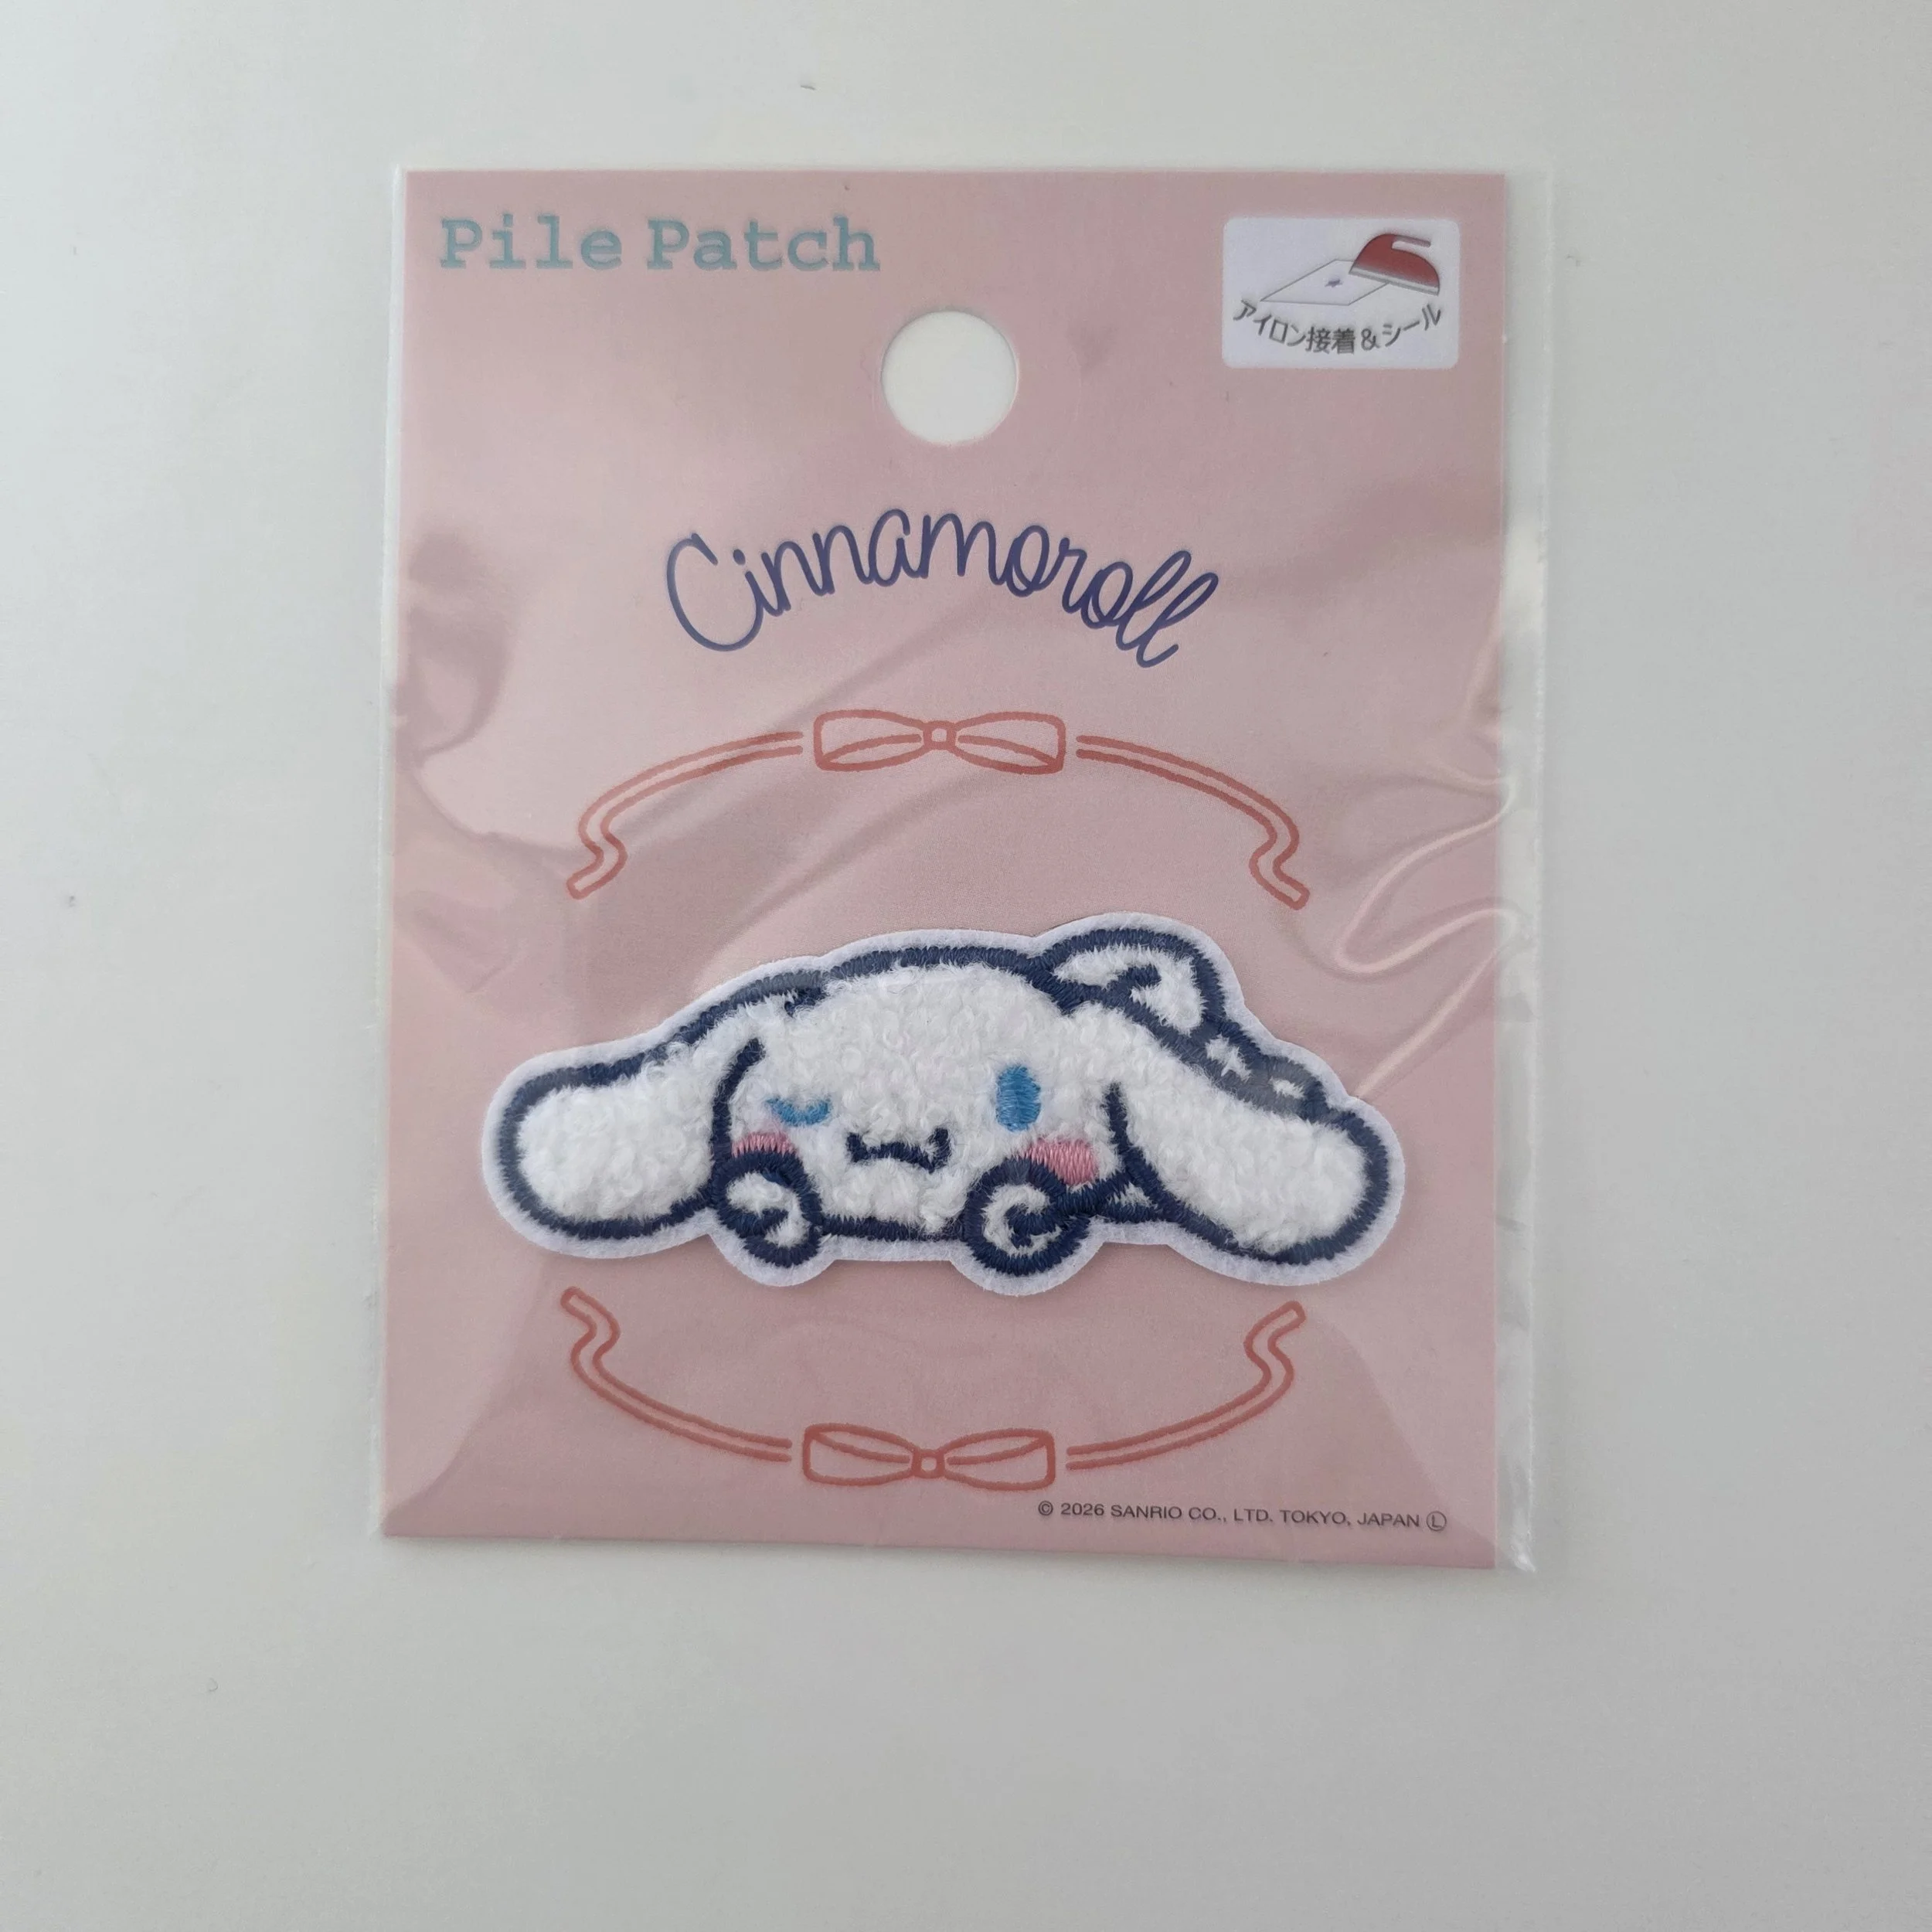 Pile Patch
アイロン接着&シール
Cinnamoroll
© 2026 SANRIO CO., LTD. TOKYO, JAPAN Ⓛ